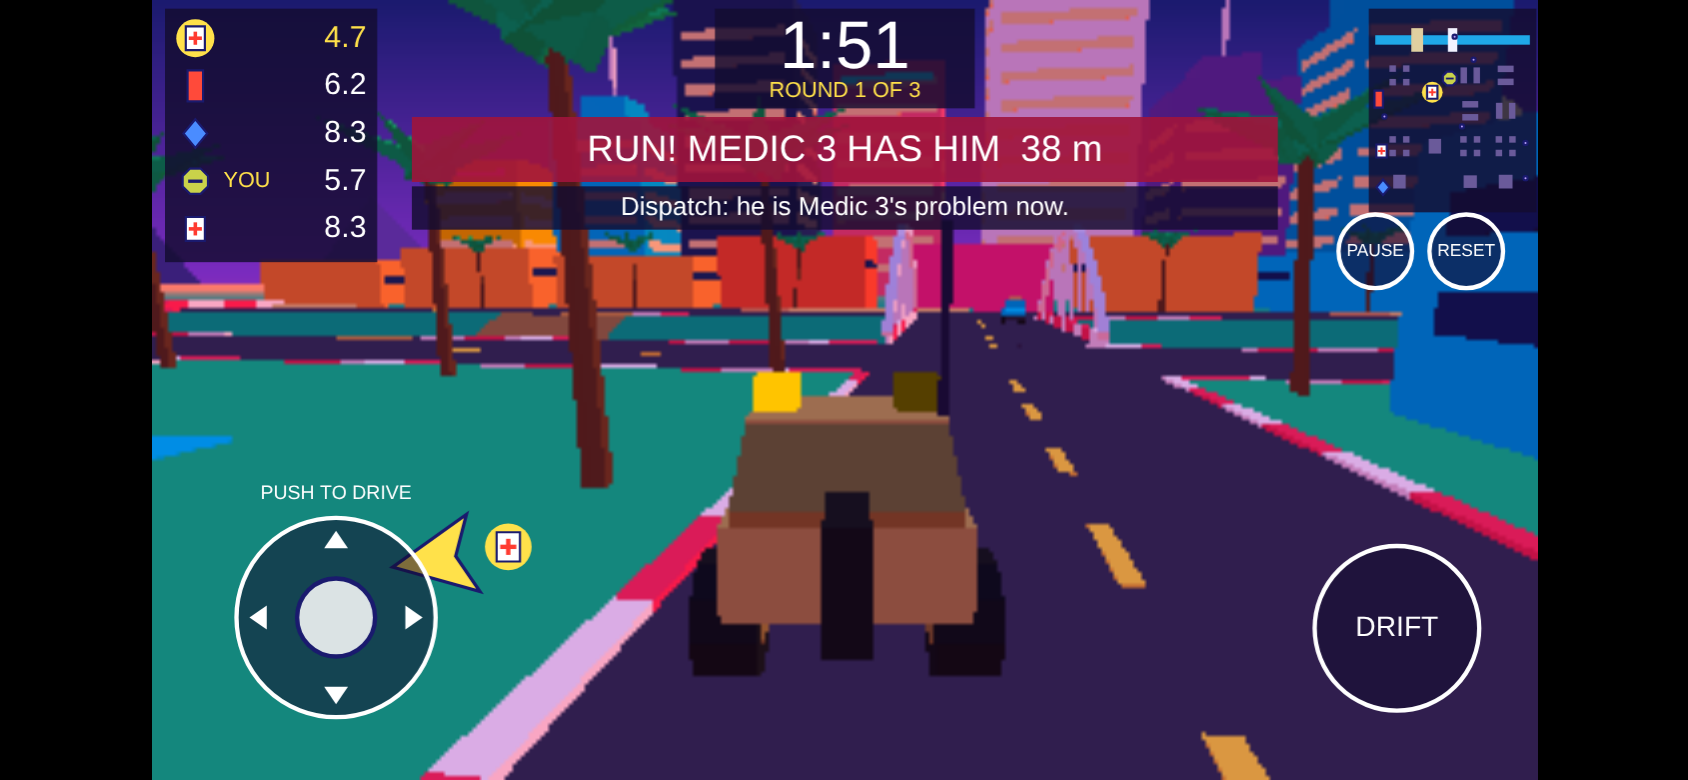 4.7
6.2
8.3
YOU 5.7
8.3
1:51
ROUND 1 OF 3
RUN! MEDIC 3 HAS HIM 38 m
Dispatch: he is Medic 3's problem now.
PAUSE
RESET
PUSH TO DRIVE
DRIFT